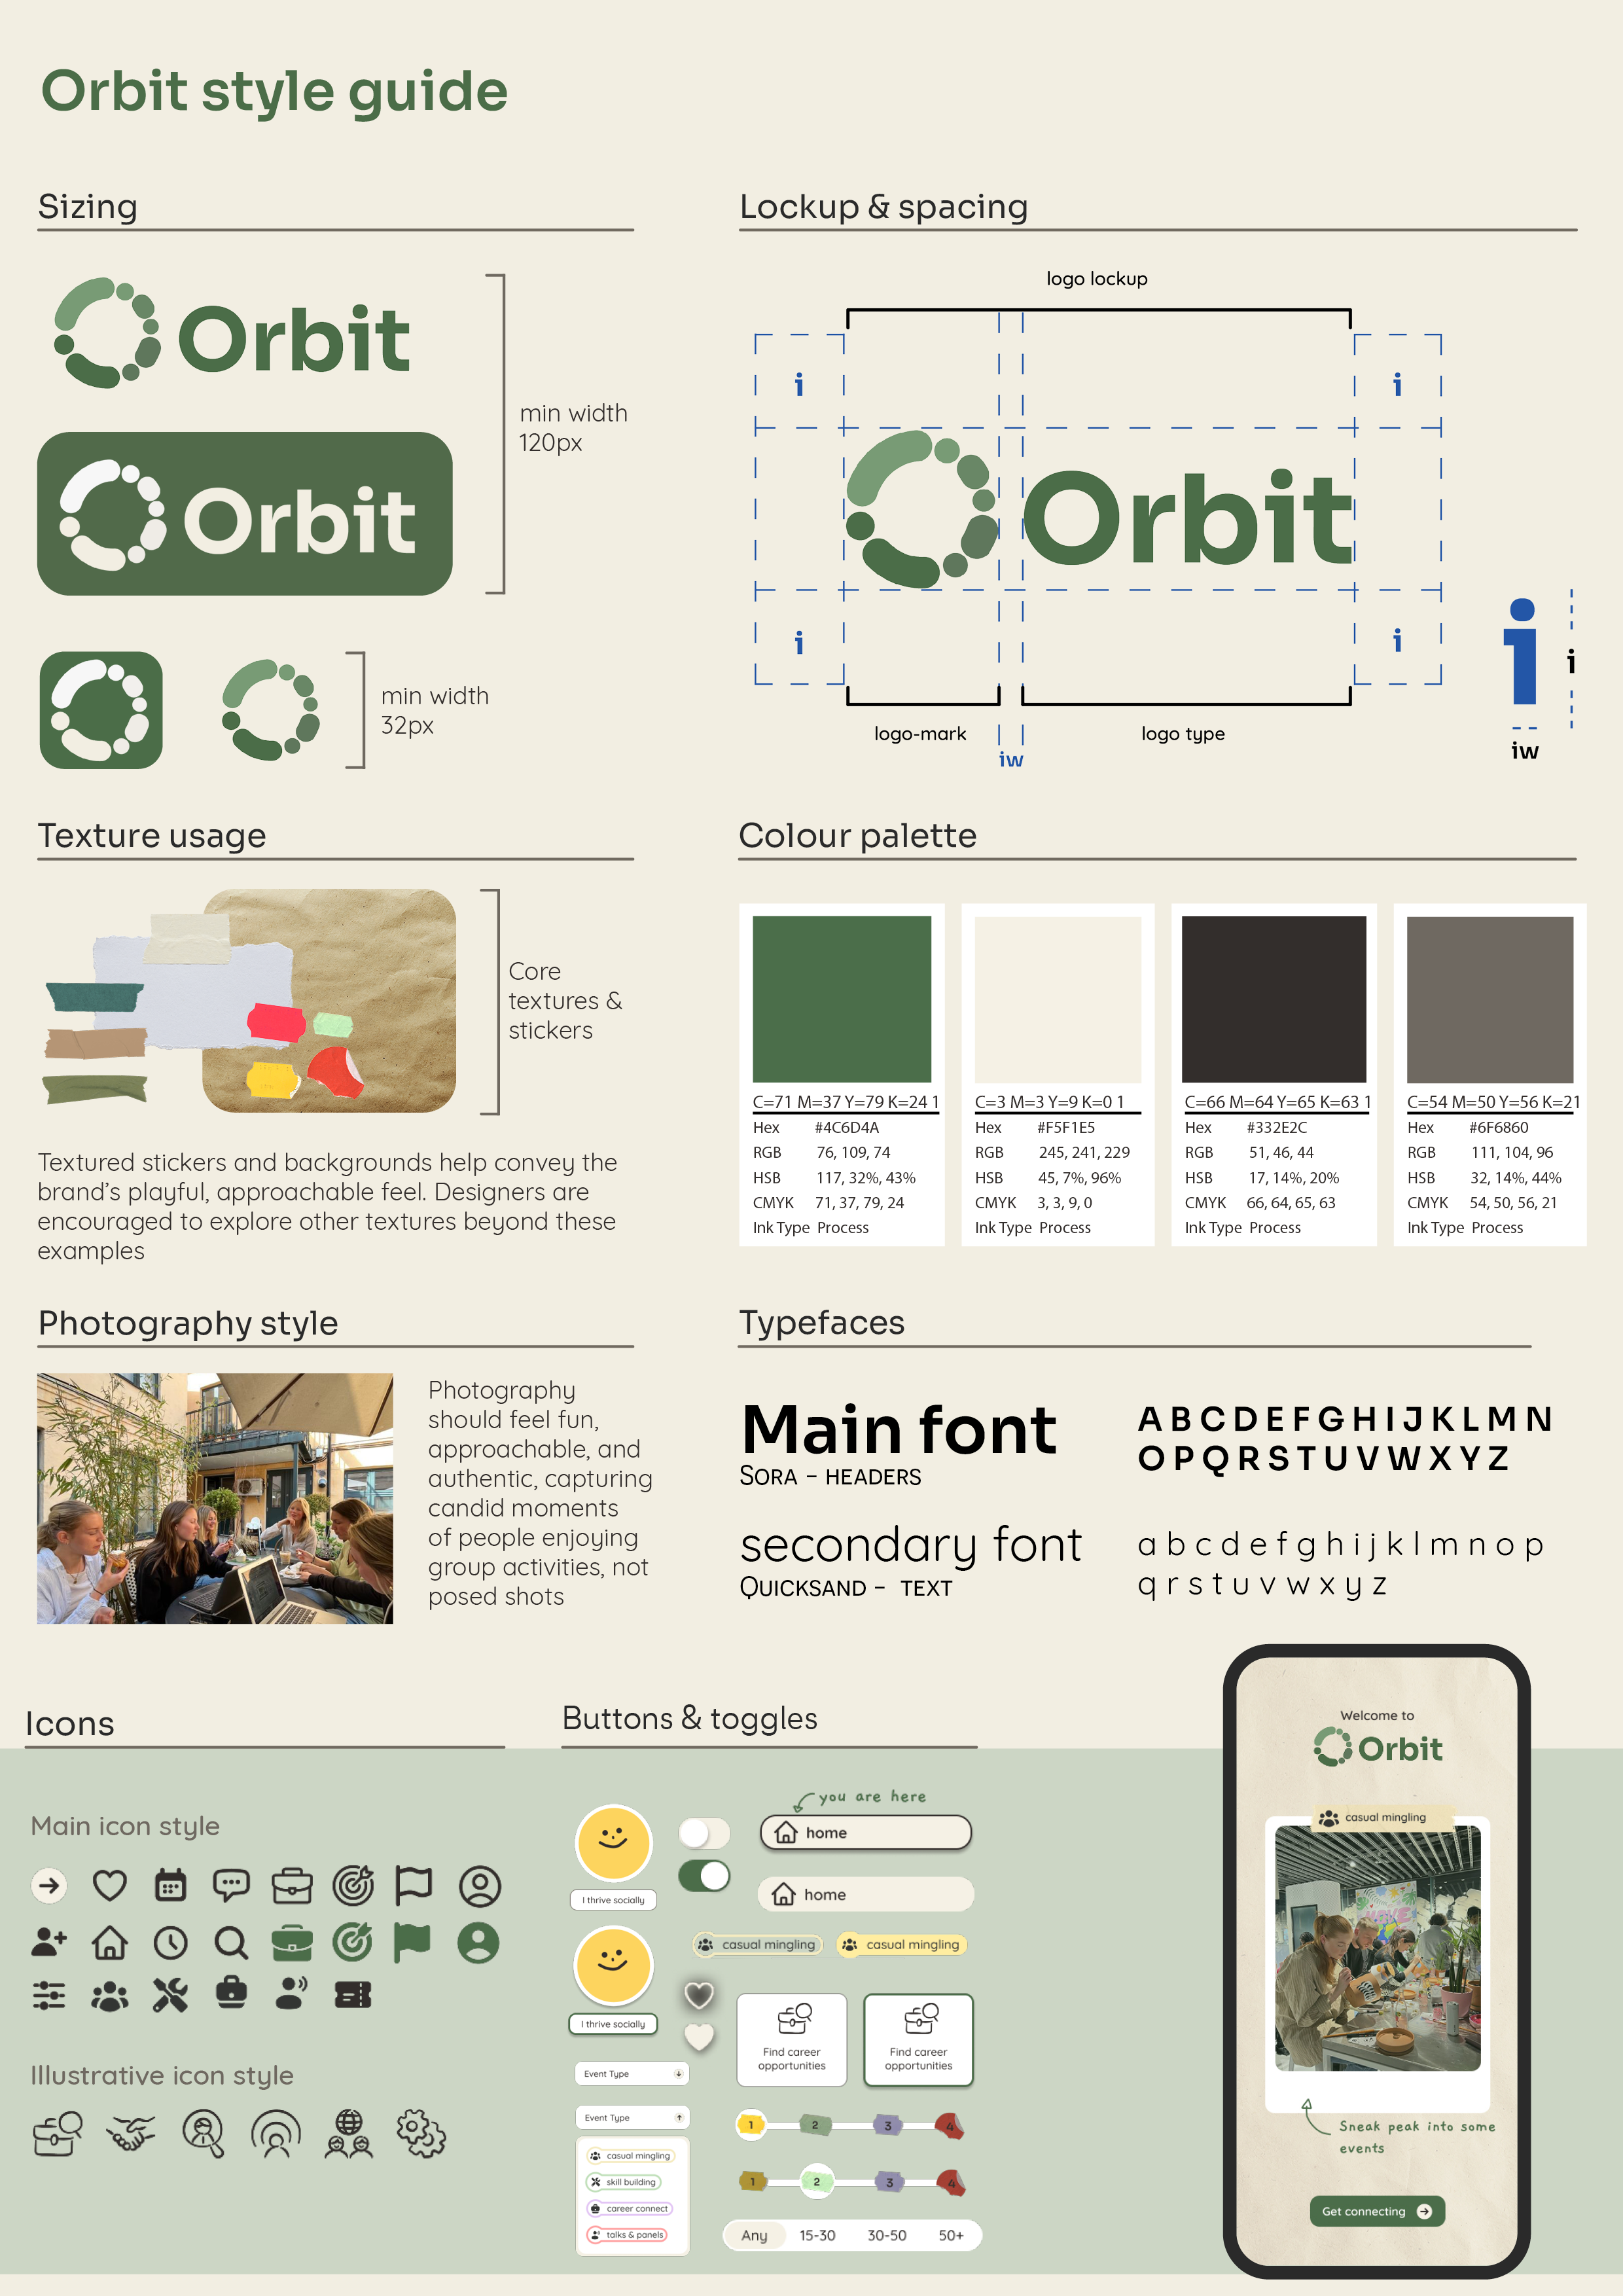 Orbit style guide
Sizing
Orbit
Orbit
min width
120px
min width
32px
Lockup & spacing
logo lockup
i
i
Orbit
i
i
logo-mark
logo type
iw
i
i
iw
Texture usage
Core
textures &
stickers
Textured stickers and backgrounds help convey the
brand's playful, approachable feel. Designers are
encouraged to explore other textures beyond these
examples
Colour palette
C=71 M=37 Y=79 K=24 1
Hex #4C6D4A
RGB 76, 109, 74
HSB 117, 32%, 43%
CMYK 71, 37, 79, 24
Ink Type Process
C=3 M=3 Y=9 K=0 1
Hex #F5F1E5
RGB 245, 241, 229
HSB 45, 7%, 96%
CMYK 3, 3, 9, 0
Ink Type Process
C=66 M=64 Y=65 K=63 1
Hex #332E2C
RGB 51, 46, 44
HSB 17, 14%, 20%
CMYK 66, 64, 65, 63
Ink Type Process
C=54 M=50 Y=56 K=21
Hex #6F6860
RGB 111, 104, 96
HSB 32, 14%, 44%
CMYK 54, 50, 56, 21
Ink Type Process
Photography style
Photography
should feel fun,
approachable, and
authentic, capturing
candid moments
of people enjoying
group activities, not
posed shots
Typefaces
Main font
Sora - headers
A B C D E F G H I J K L M N
O P Q R S T U V W X Y Z
secondary font
Quicksand - text
a b c d e f g h i j k l m n o p
q r s t u v w x y z
Icons
Main icon style
Illustrative icon style
Buttons & toggles
I thrive socially
I thrive socially
Event Type
Event Type
casual mingling
skill building
career connect
talks & panels
you are here
home
home
casual mingling
casual mingling
Find career
opportunities
Find career
opportunities
1 2 3 4
1 2 3 4
Any 15-30 30-50 50+
Welcome to
Orbit
casual mingling
Sneak peak into some
events
Get connecting